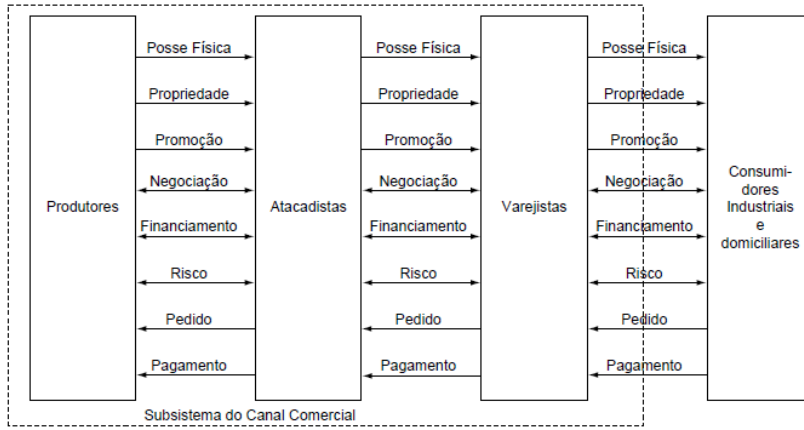 Posse Física Posse Física Posse Física
Propriedade Propriedade Propriedade
Promoção Promoção Promoção
Negociação Negociação Negociação
Produtores Atacadistas Varejistas
Consumi-
dores
Industriais
e
domiciliares
Financiamento Financiamento Financiamento
Risco Risco Risco
Pedido Pedido Pedido
Pagamento Pagamento Pagamento
Subsistema do Canal Comercial